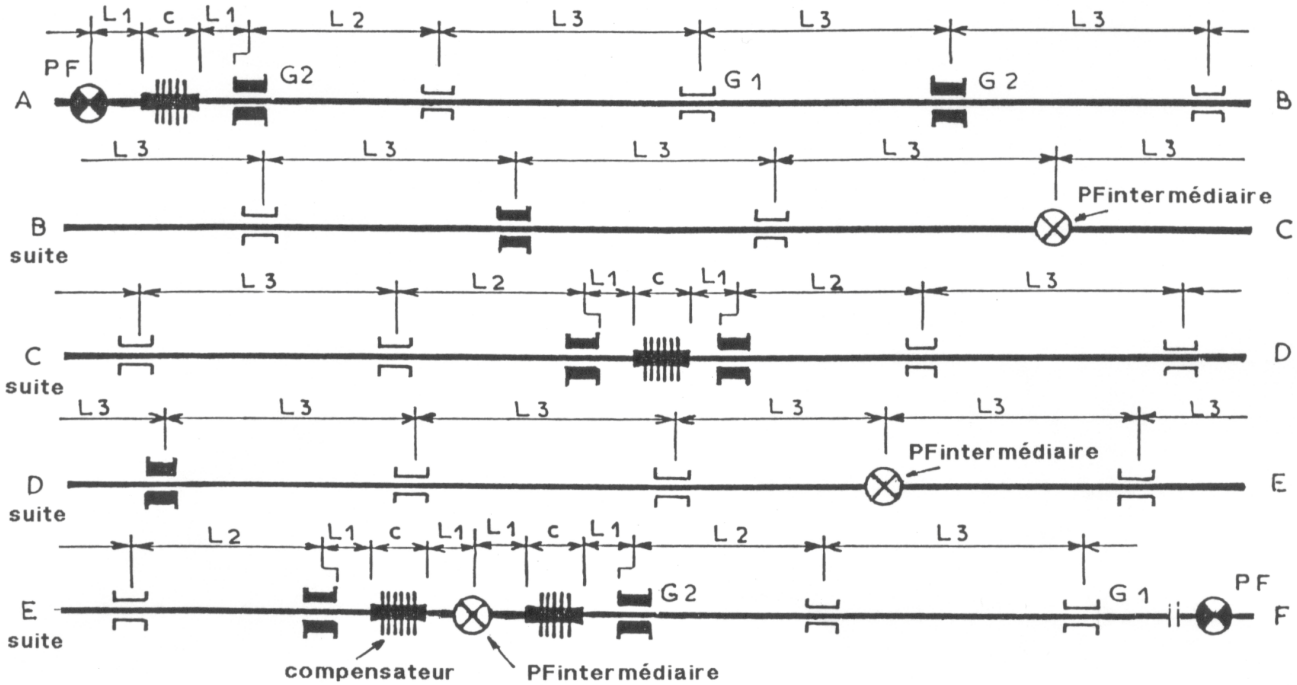 L1 c L1 L2 L3 L3 L3
PF G2 G1 G2
A B
L3 L3 L3 L3 L3
PFintermédiaire
B C
suite
L3 L2 L1 c L1 L2 L3
C D
suite
L3 L3 L3 L3 L3 L3
PFintermédiaire
D E
suite
L2 L1 c L1 L1 c L1 L2 L3
G2 G1 PF
E F
suite
compensateur PFintermédiaire